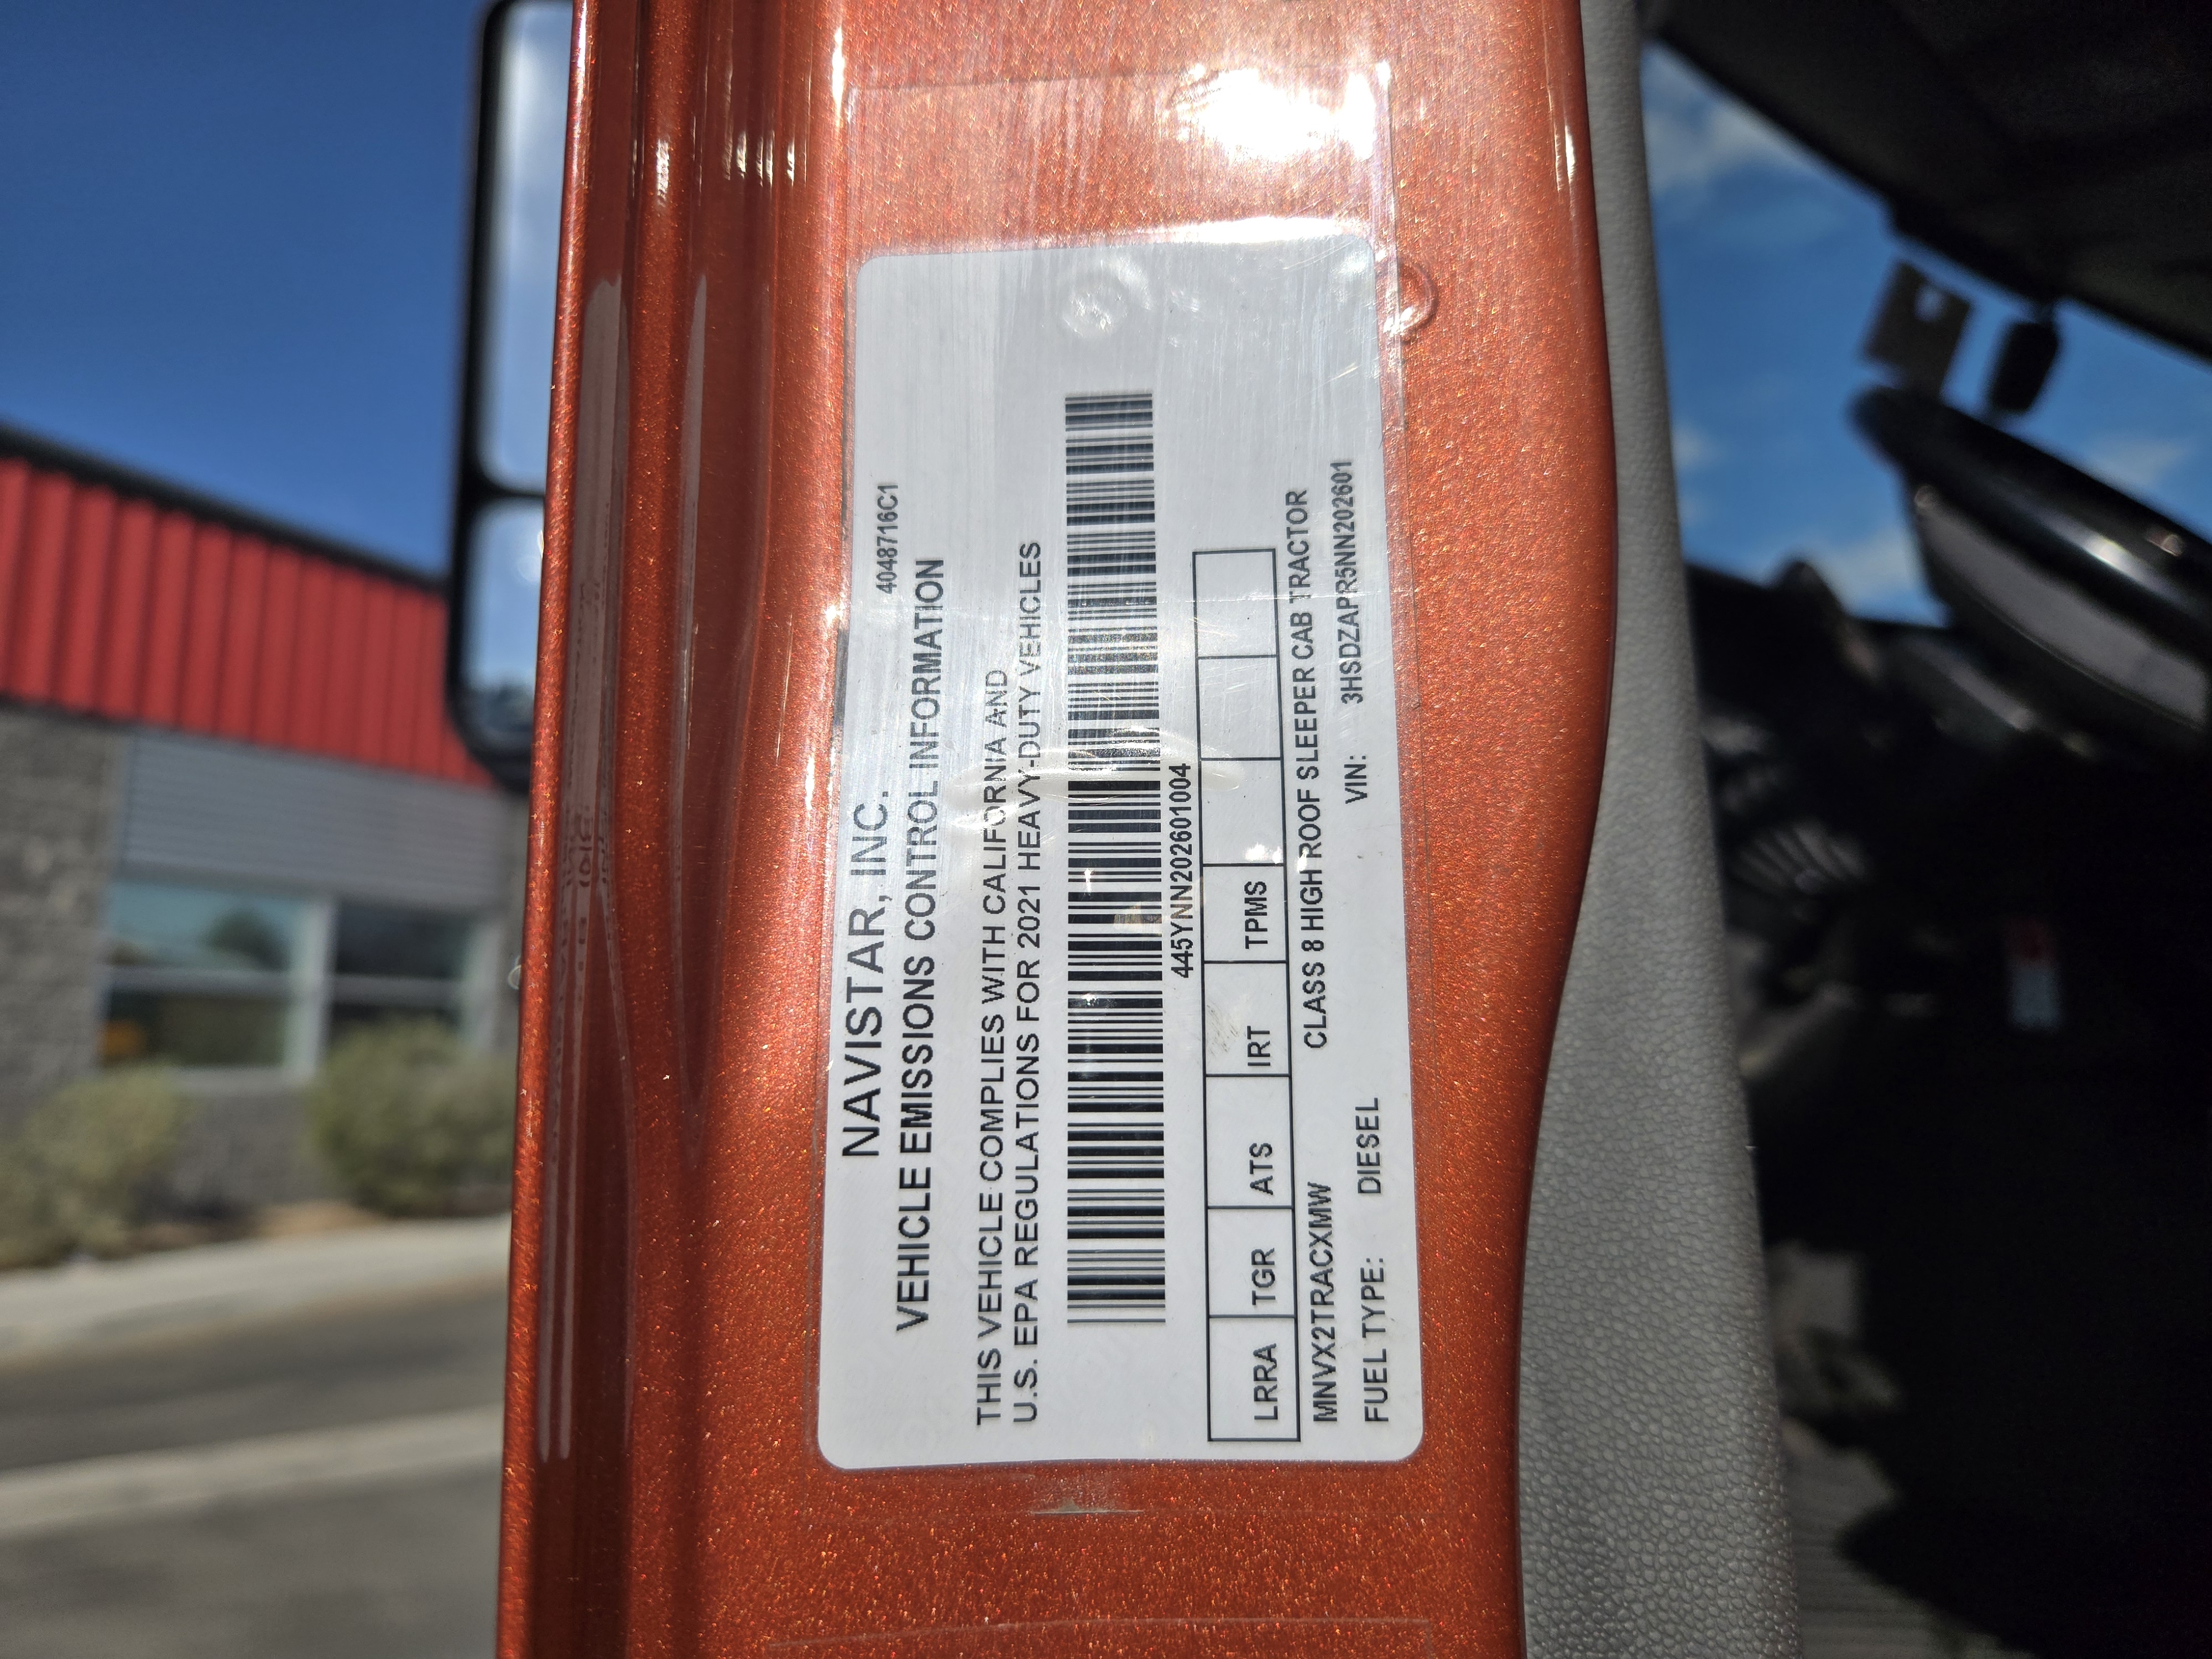 4048716C1
NAVISTAR, INC.
VEHICLE EMISSIONS CONTROL INFORMATION
THIS VEHICLE COMPLIES WITH CALIFORNIA AND
U.S. EPA REGULATIONS FOR 2021 HEAVY-DUTY VEHICLES
445YNN202601004
LRRA TGR ATS IRT TPMS
MNVX2TRACXMW CLASS 8 HIGH ROOF SLEEPER CAB TRACTOR
FUEL TYPE: DIESEL VIN: 3HSDZAPR5NN202601